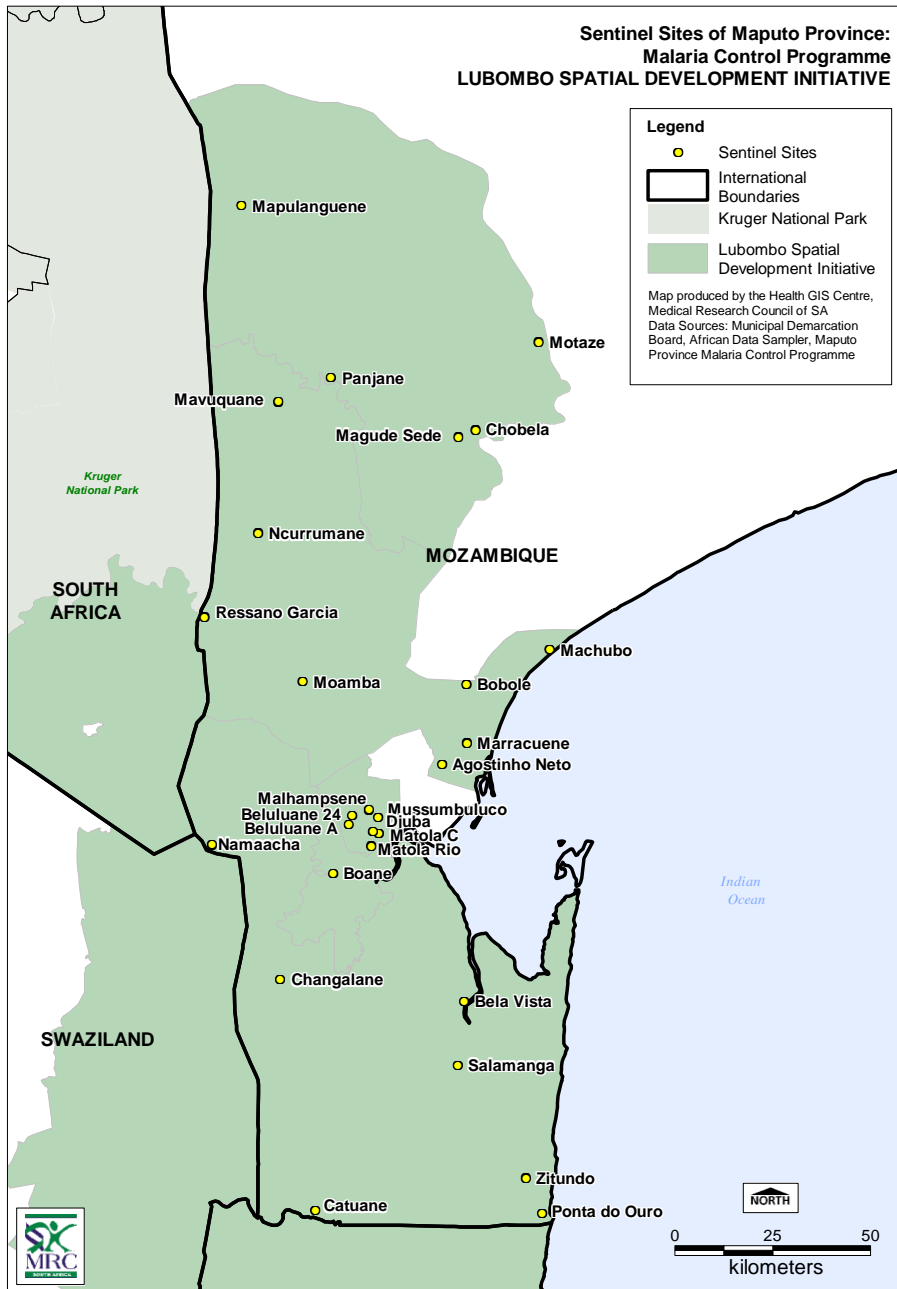 Sentinel Sites of Maputo Province:
Malaria Control Programme
LUBOMBO SPATIAL DEVELOPMENT INITIATIVE
Legend
Sentinel Sites
International
Boundaries
Kruger National Park
Lubombo Spatial
Development Initiative
Map produced by the Health GIS Centre,
Medical Research Council of SA
Data Sources: Municipal Demarcation
Board, African Data Sampler, Maputo
Province Malaria Control Programme
Mapulanguene
Motaze
Panjane
Mavuquane
Chobela
Magude Sede
Kruger
National Park
Ncurrumane
MOZAMBIQUE
SOUTH
AFRICA
Ressano Garcia
Machubo
Moamba
Bobole
Marracuene
Agostinho Neto
Malhampsene
Mussumbuluco
Beluluane 24
Djuba
Beluluane A
Matola C
Namaacha
Matola Rio
Boane
Indian
Ocean
Changalane
Bela Vista
SWAZILAND
Salamanga
Zitundo
NORTH
Catuane
Ponta do Ouro
0 25 50
kilometers
MRC
SOUTH AFRICA